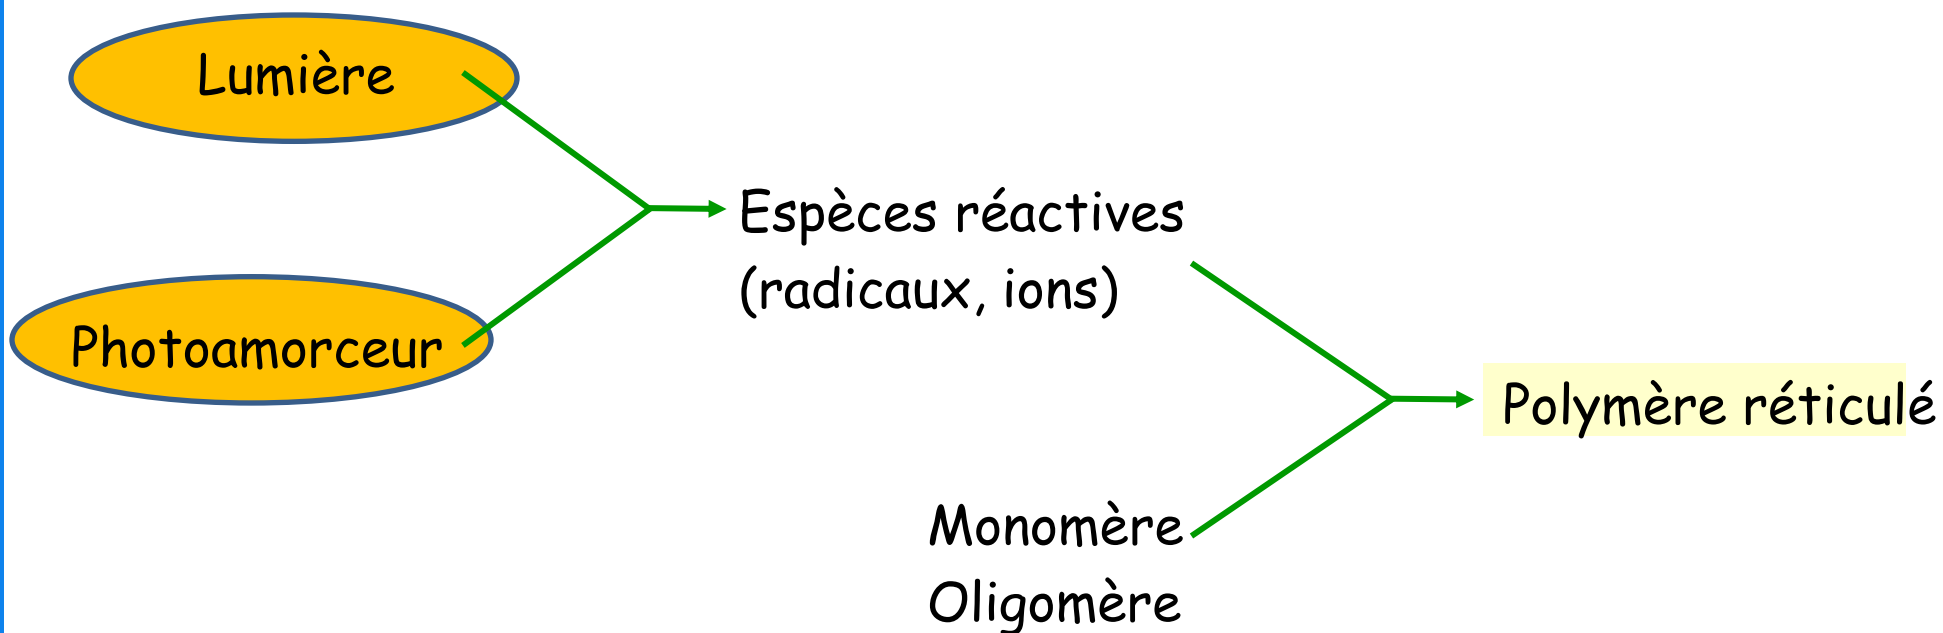 Lumière
Espèces réactives
(radicaux, ions)
Photoamorceur
Polymère réticulé
Monomère
Oligomère